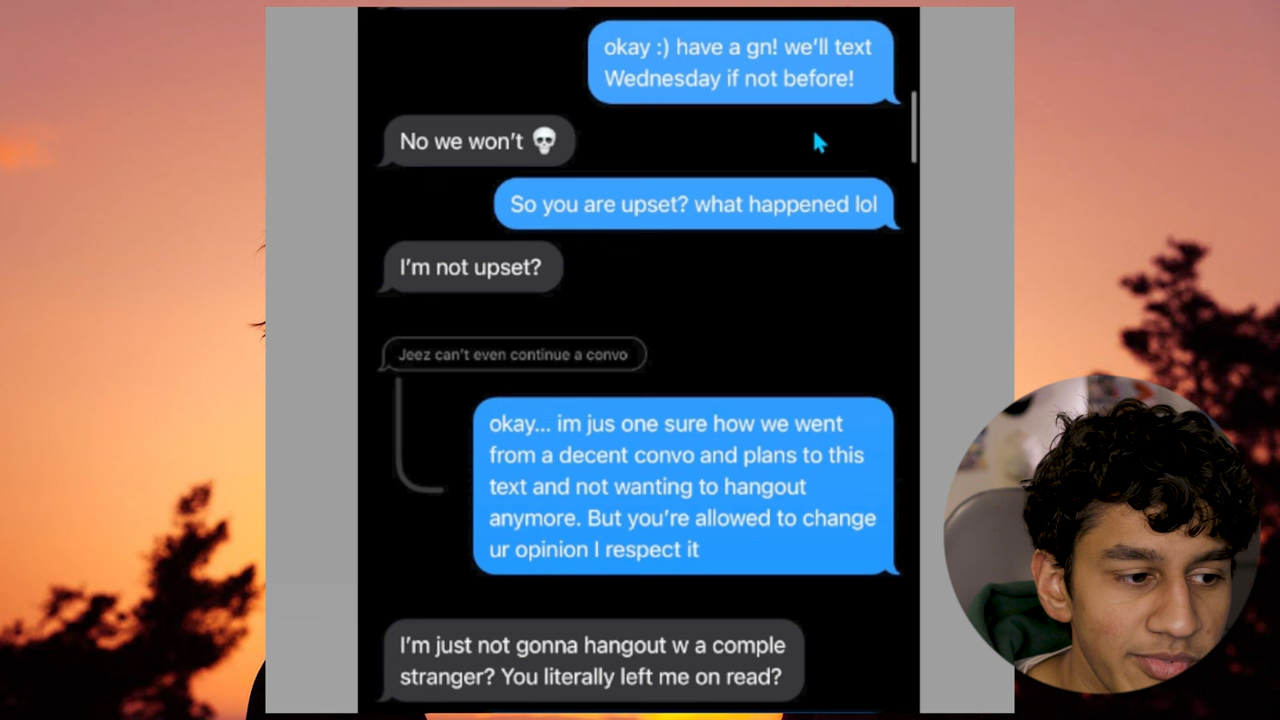 okay :) have a gn! we'll text
Wednesday if not before!
No we won't 💀
So you are upset? what happened lol
I'm not upset?
Jeez can't even continue a convo
okay... im jus one sure how we went
from a decent convo and plans to this
text and not wanting to hangout
anymore. But you're allowed to change
ur opinion I respect it
I'm just not gonna hangout w a comple
stranger? You literally left me on read?